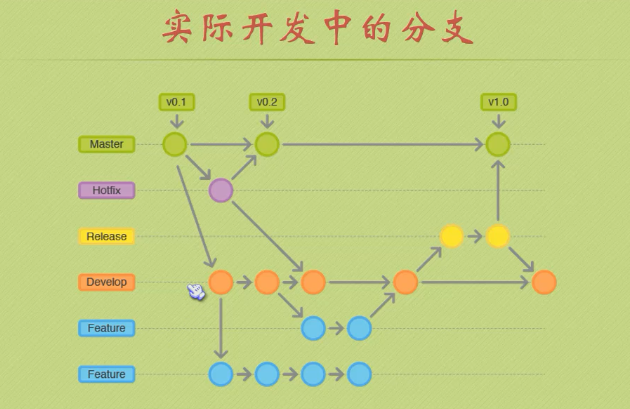 实际开发中的分支
v0.1
v0.2
v1.0
Master
Hotfix
Release
Develop
Feature
Feature